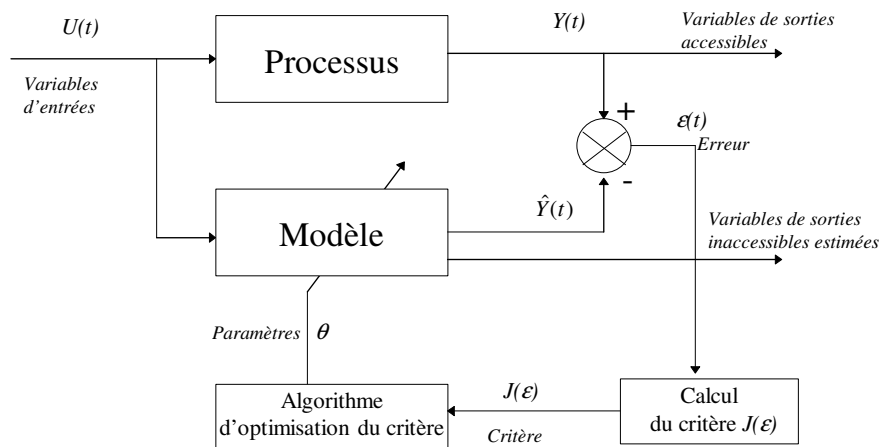 U(t)
Variables
d'entrées
Processus
Y(t)
Variables de sorties
accessibles
+
-
ε(t)
Erreur
Modèle
Ŷ(t)
Variables de sorties
inaccessibles estimées
Paramètres θ
Algorithme
d'optimisation du critère
J(ε)
Critère
Calcul
du critère J(ε)